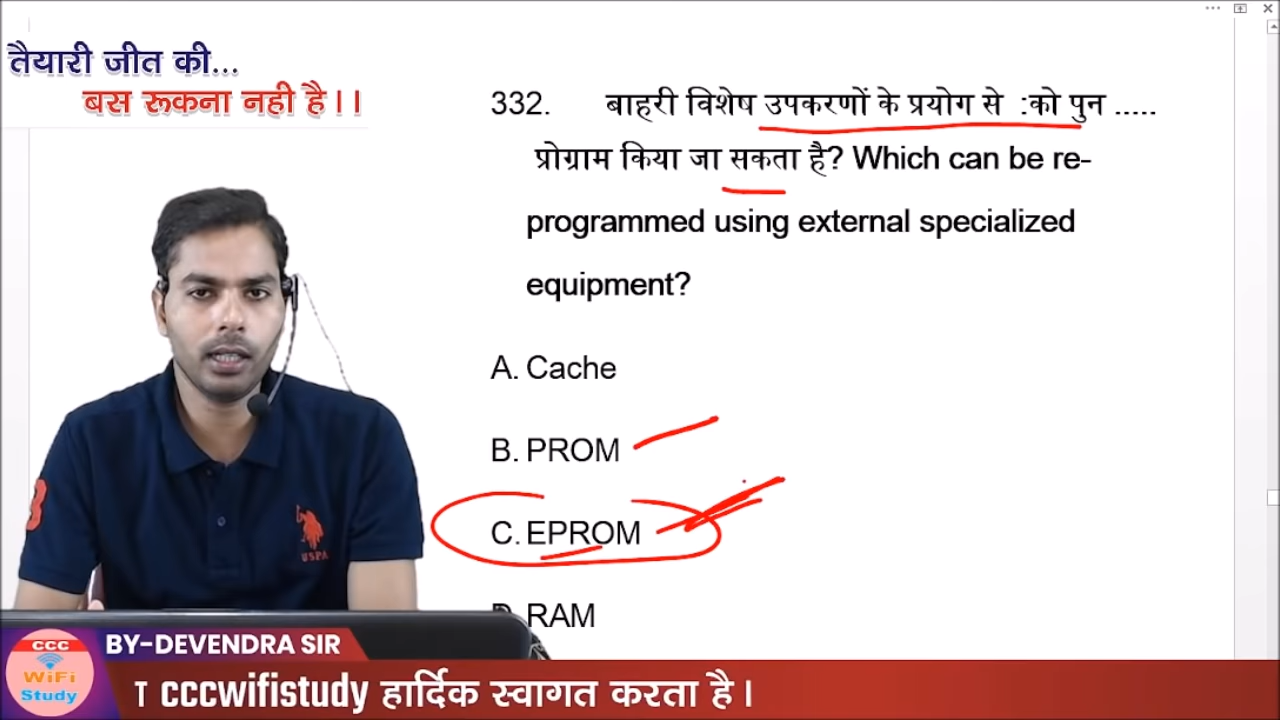 तैयारी जीत की...
बस रूकना नही है।।
332. बाहरी विशेष उपकरणों के प्रयोग से :को पुन .....
प्रोग्राम किया जा सकता है? Which can be re-
programmed using external specialized
equipment?
A. Cache
B. PROM
C. EPROM
D. RAM
3
USPA
CCC
WiFi
Study
BY-DEVENDRA SIR
cccwifistudy हार्दिक स्वागत करता है।